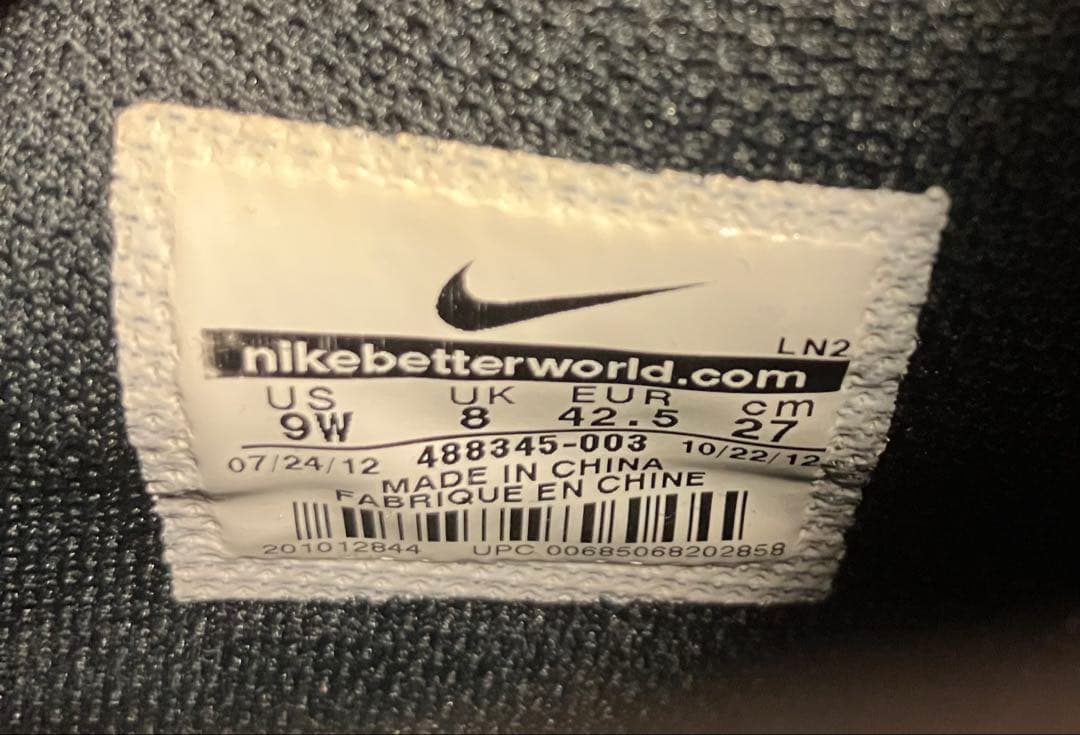 LN2
nikebetterworld.com
US UK EUR cm
9W 8 42.5 27
07/24/12 488345-003 10/22/12
MADE IN CHINA
FABRIQUE EN CHINE
201012844 UPC 00685068202858